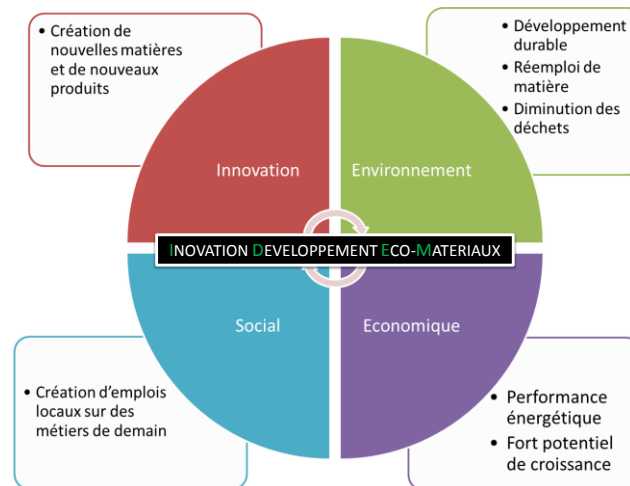 • Création de
nouvelles matières
et de nouveaux
produits
• Développement
durable
• Réemploi de
matière
• Diminution des
déchets
Innovation
Environnement
INOVATION DEVELOPPEMENT ECO-MATERIAUX
Social
Economique
• Création d'emplois
locaux sur des
métiers de demain
• Performance
énergétique
• Fort potentiel
de croissance